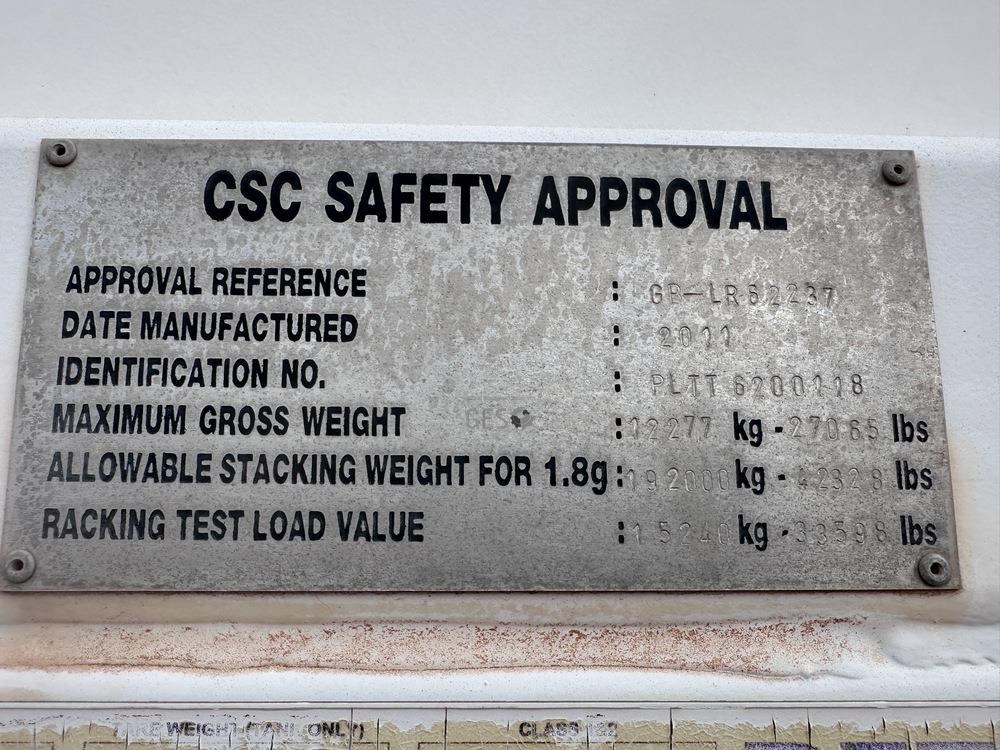 CSC SAFETY APPROVAL
APPROVAL REFERENCE : GB-LR62237
DATE MANUFACTURED : 2011
IDENTIFICATION NO. : PLTT 6200118
MAXIMUM GROSS WEIGHT : 12277 kg - 27065 lbs
ALLOWABLE STACKING WEIGHT FOR 1.8g : 192000 kg - 42328 lbs
RACKING TEST LOAD VALUE : 15240 kg - 33598 lbs
CLASS